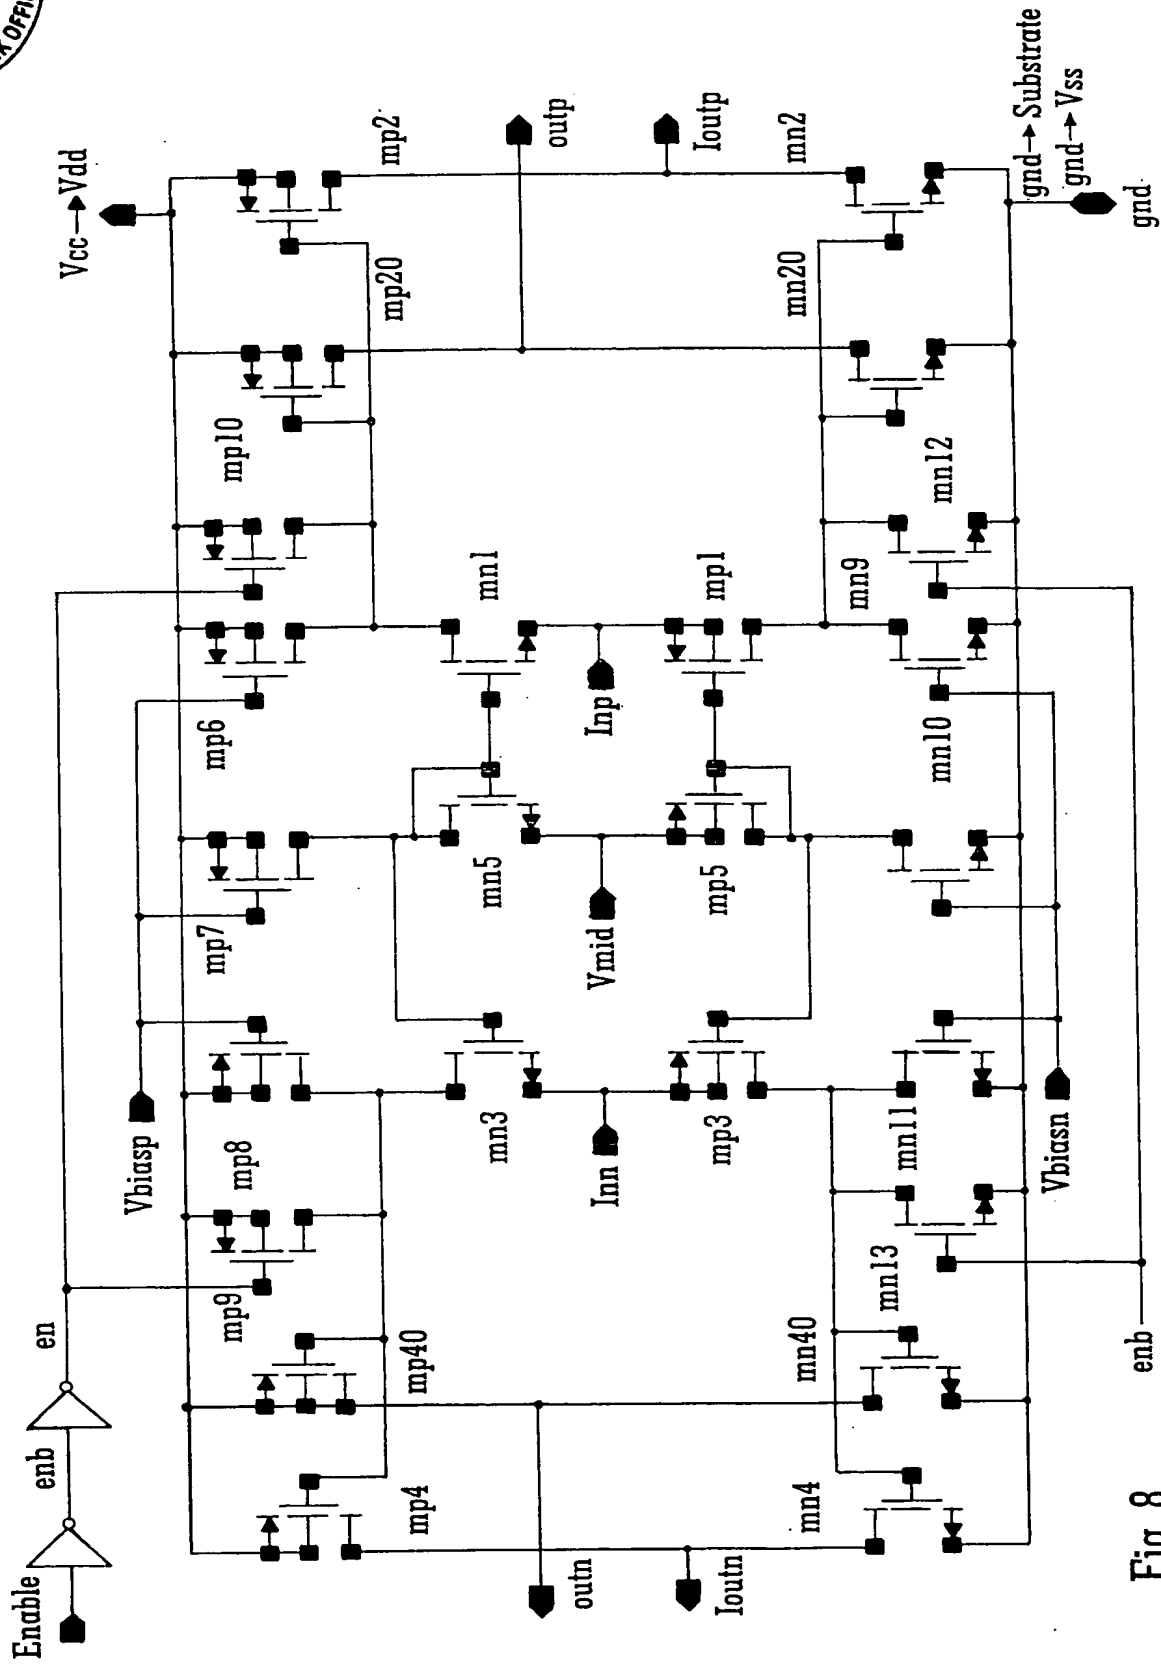 K OFFI
Vcc→Vdd
mp2
mp20
outp
Ioutp
mn2
mn20
gnd→Substrate
gnd→Vss
gnd
mp10
mn12
mn1
mp1
mn9
mp6
Inp
mn10
mp7
mn5
Vmid
mp5
Vbiasp
mp8
mn3
Inn
mp3
mn11
Vbiasn
mp9
mn13
en
mp40
mn40
enb
enb
mp4
mn4
outn
Ioutn
Enable
Fig. 8